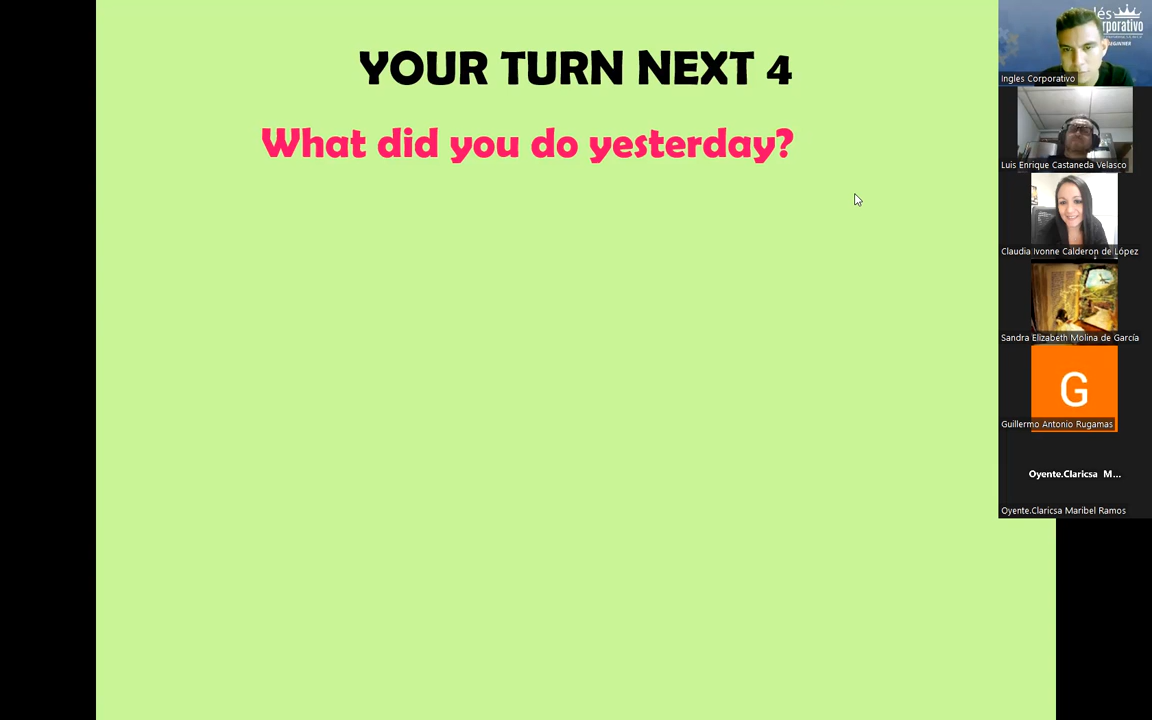 YOUR TURN NEXT 4
What did you do yesterday?
Ingles Corporativo
Luis Enrique Castaneda Velasco
Claudia Ivonne Calderon de López
Sandra Elizabeth Molina de García
G
Guillermo Antonio Rugamas
Oyente.Claricsa M...
Oyente.Claricsa Maribel Ramos